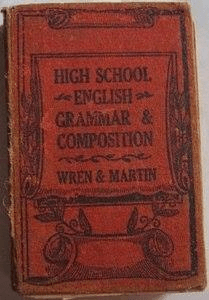 HIGH SCHOOL
ENGLISH
GRAMMAR &
COMPOSITION
WREN & MARTIN